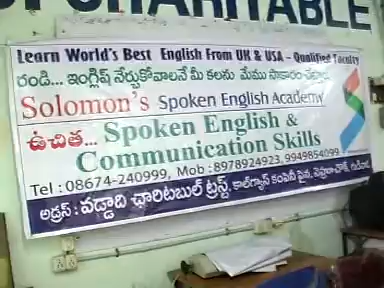 CHARITABLE
Learn World's Best English From UK & USA - Qualified Faculty
రండి... ఇంగ్లీష్ నేర్చుకోవాలనే మీ కలను మేము సాకారం చేస్తాం
Solomon's Spoken English Academy
ఉచిత... Spoken English &
Communication Skills
Tel : 08674-240999, Mob : 8978924923, 9949854099
అడ్రస్ : వడ్డాది ఛారిటబుల్ ట్రస్ట్, కాల్‌గ్యాస్ కంపెనీ పైన,